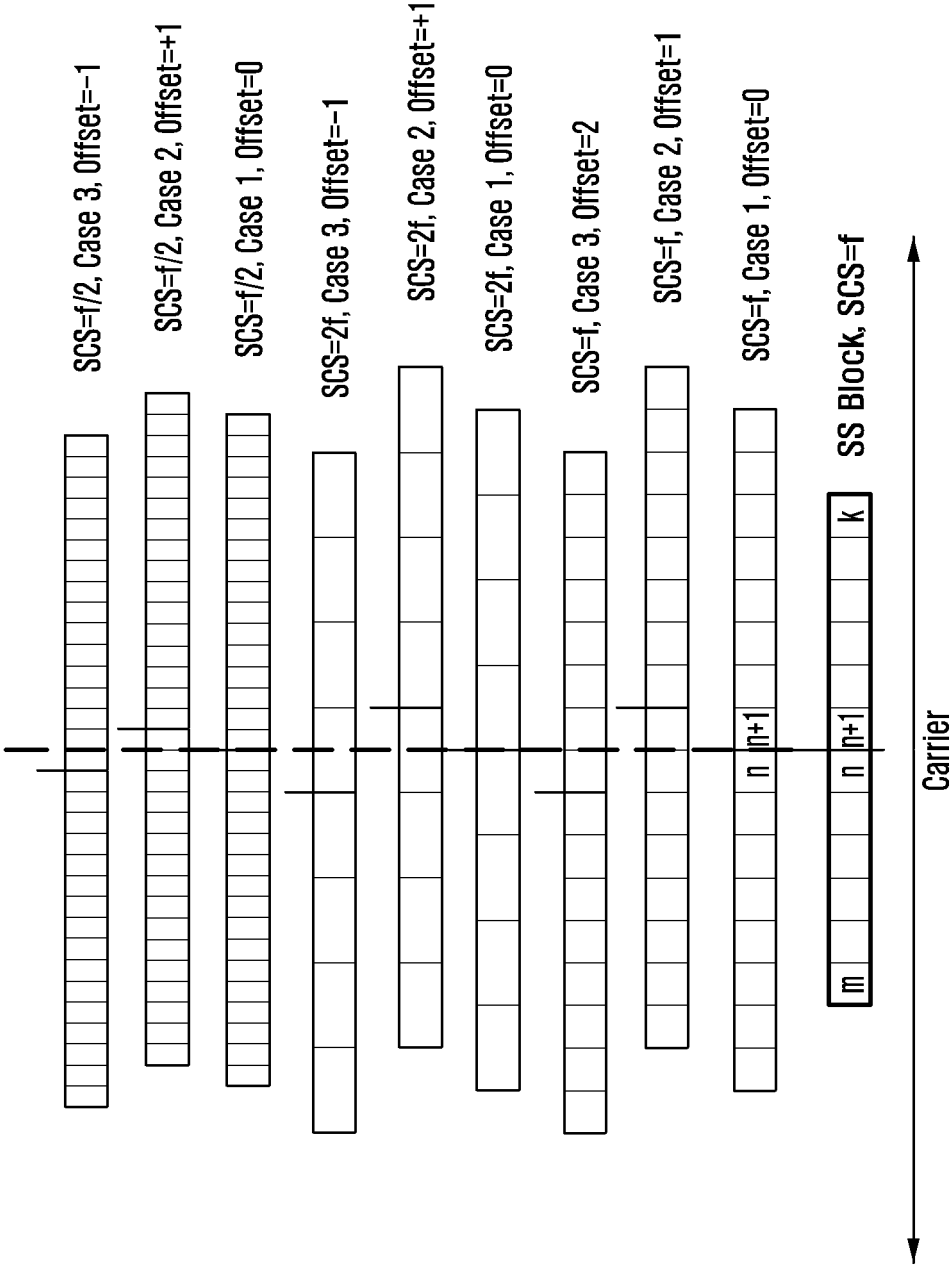 SCS=f/2, Case 3, Offset=−1
SCS=f/2, Case 2, Offset=+1
SCS=f/2, Case 1, Offset=0
SCS=2f, Case 3, Offset=−1
SCS=2f, Case 2, Offset=+1
SCS=2f, Case 1, Offset=0
SCS=f, Case 3, Offset=2
SCS=f, Case 2, Offset=1
SCS=f, Case 1, Offset=0
n n+1
SS Block, SCS=f
m n n+1 k
Carrier